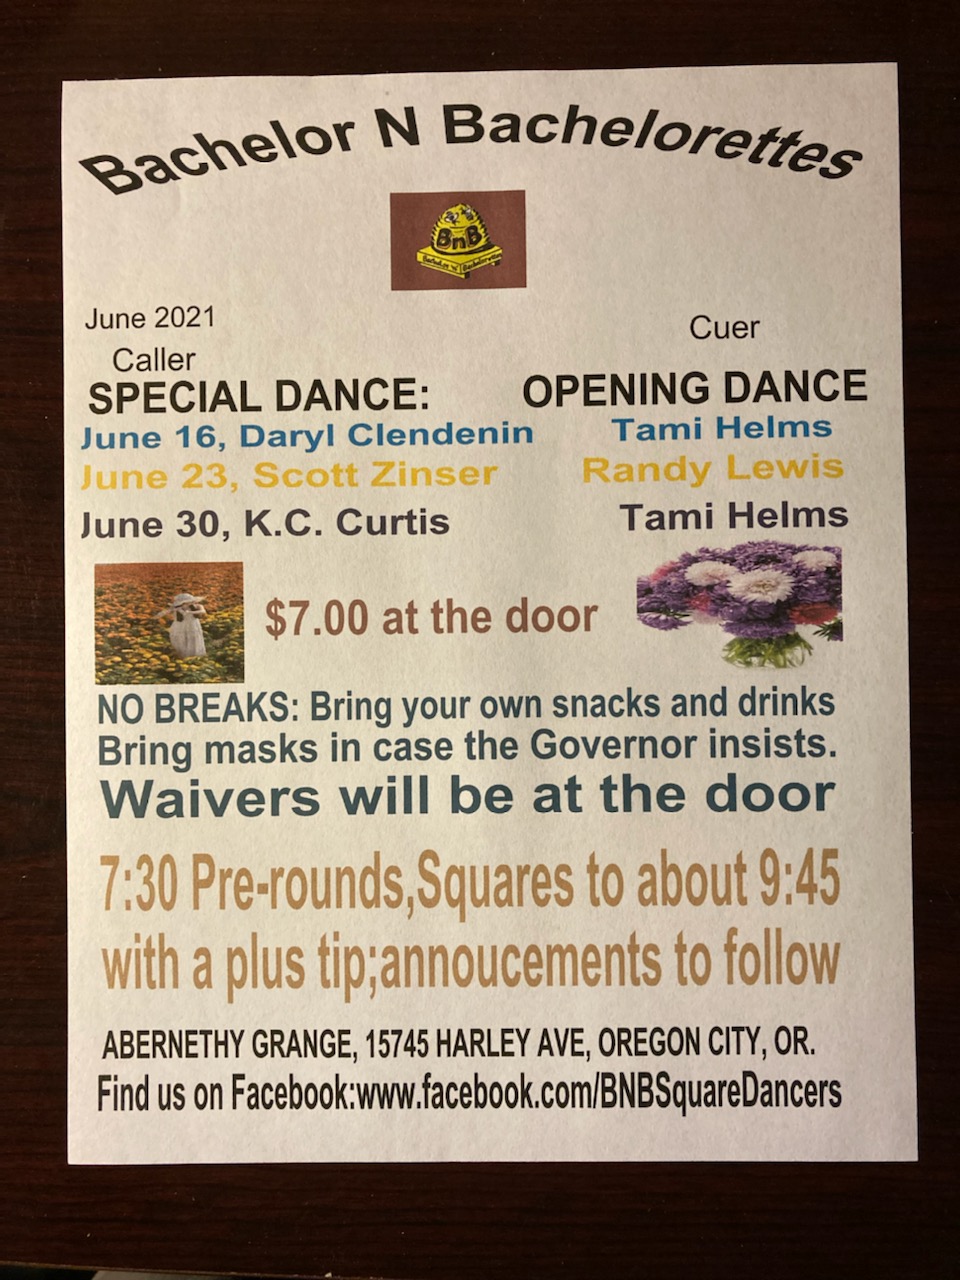 Bachelor N Bachelorettes
BnB
Bachelor 'N' Bachelorettes
June 2021
Cuer
Caller
SPECIAL DANCE: OPENING DANCE
June 16, Daryl Clendenin Tami Helms
June 23, Scott Zinser Randy Lewis
June 30, K.C. Curtis Tami Helms
$7.00 at the door
NO BREAKS: Bring your own snacks and drinks
Bring masks in case the Governor insists.
Waivers will be at the door
7:30 Pre-rounds,Squares to about 9:45
with a plus tip;annoucements to follow
ABERNETHY GRANGE, 15745 HARLEY AVE, OREGON CITY, OR.
Find us on Facebook:www.facebook.com/BNBSquareDancers